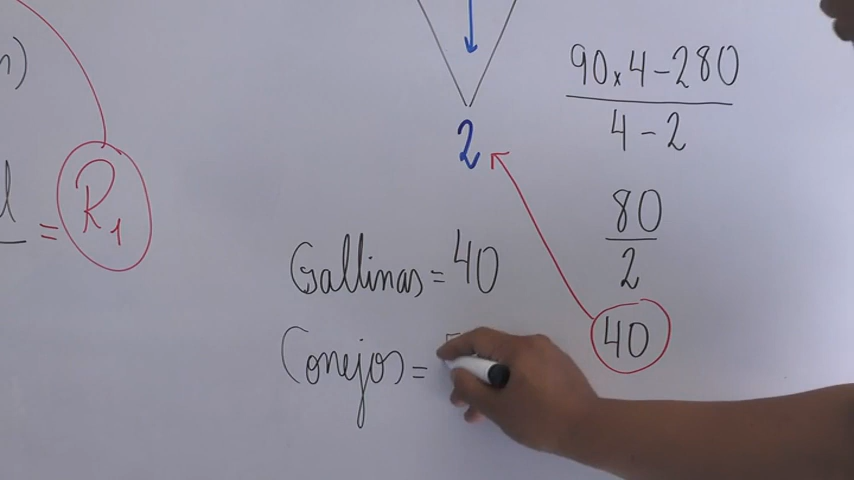 )
= R1
2
90x4-280
4-2
80
2
40
Gallinas = 40
Conejos =